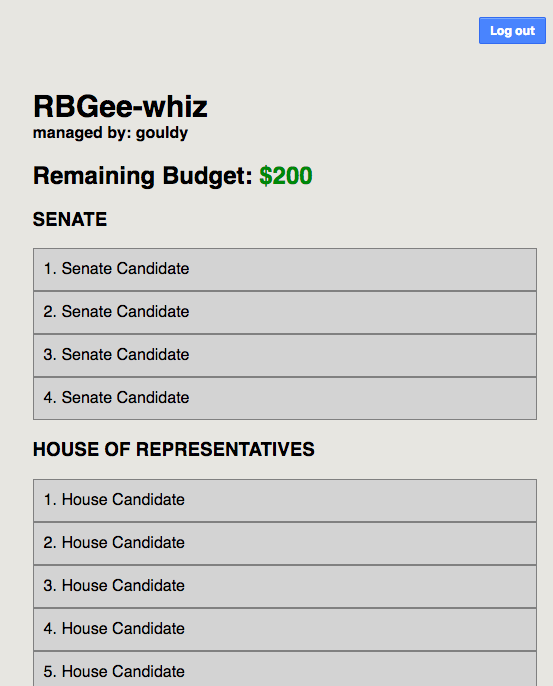 Log out
RBGee-whiz
managed by: gouldy
Remaining Budget: $200
SENATE
1. Senate Candidate
2. Senate Candidate
3. Senate Candidate
4. Senate Candidate
HOUSE OF REPRESENTATIVES
1. House Candidate
2. House Candidate
3. House Candidate
4. House Candidate
5. House Candidate